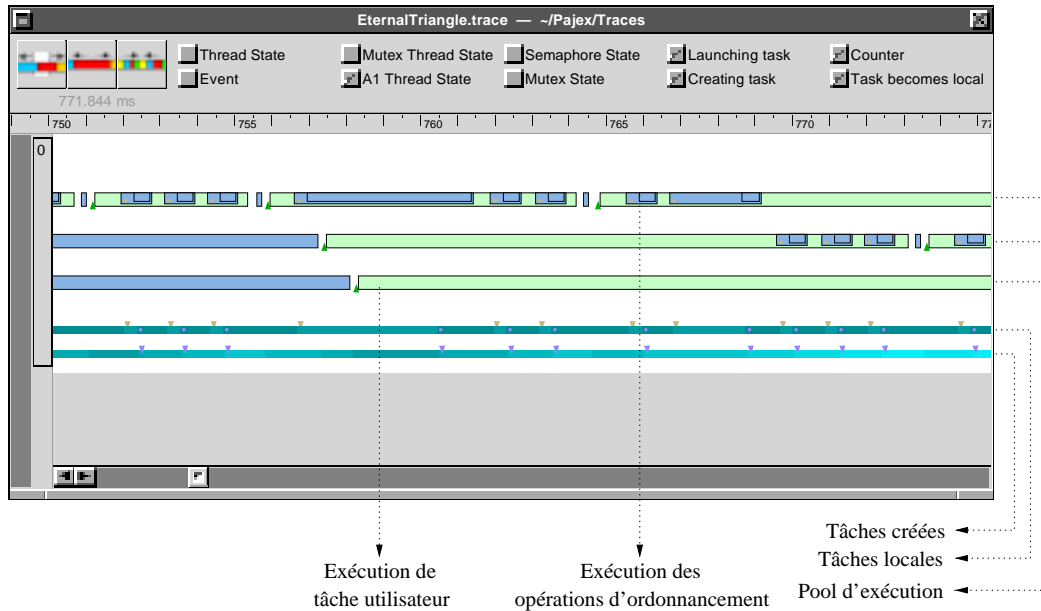 EternalTriangle.trace — ~/Pajex/Traces
Thread State
Mutex Thread State
Semaphore State
Launching task
Counter
Event
A1 Thread State
Mutex State
Creating task
Task becomes local
771.844 ms
750 755 760 765 770 77
0
Tâches créées
Tâches locales
Pool d'exécution
Exécution de
tâche utilisateur
Exécution des
opérations d'ordonnancement